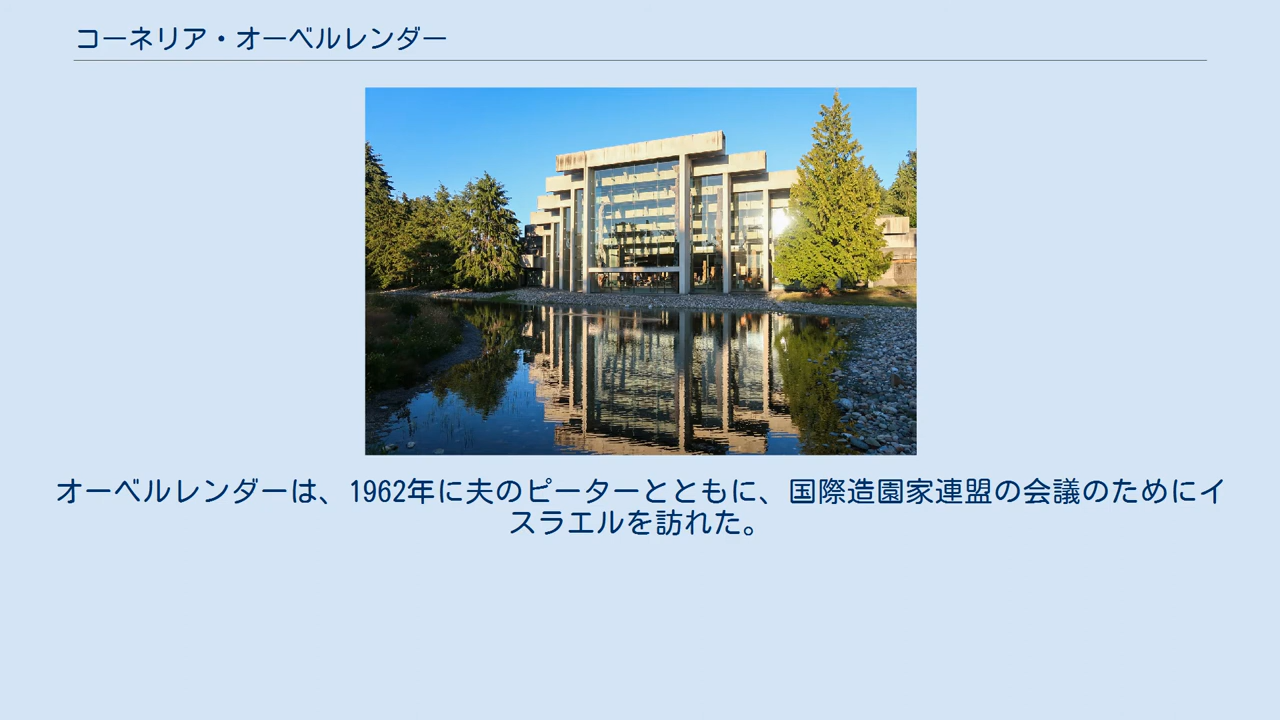 コーネリア・オーベルレンダー
オーベルレンダーは、1962年に夫のピーターとともに、国際造園家連盟の会議のためにイ
スラエルを訪れた。